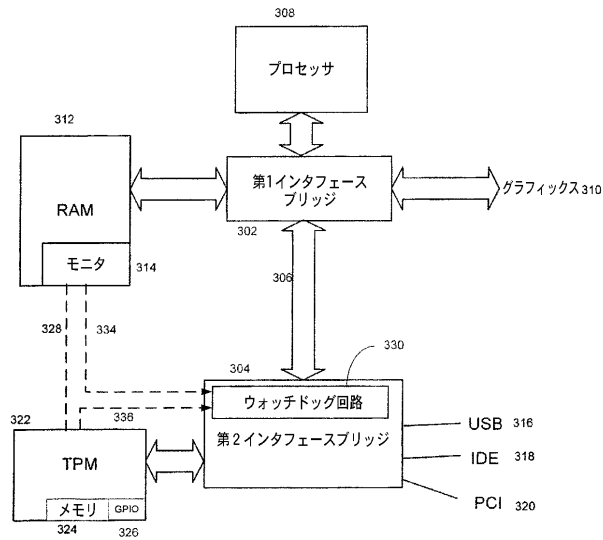 308
プロセッサ
312
RAM
モニタ
314
第1インタフェース
ブリッジ
302
グラフィックス310
306
328
334
304
330
ウォッチドッグ回路
第2インタフェースブリッジ
322
336
TPM
メモリ
GPIO
324
326
USB 316
IDE 318
PCI 320